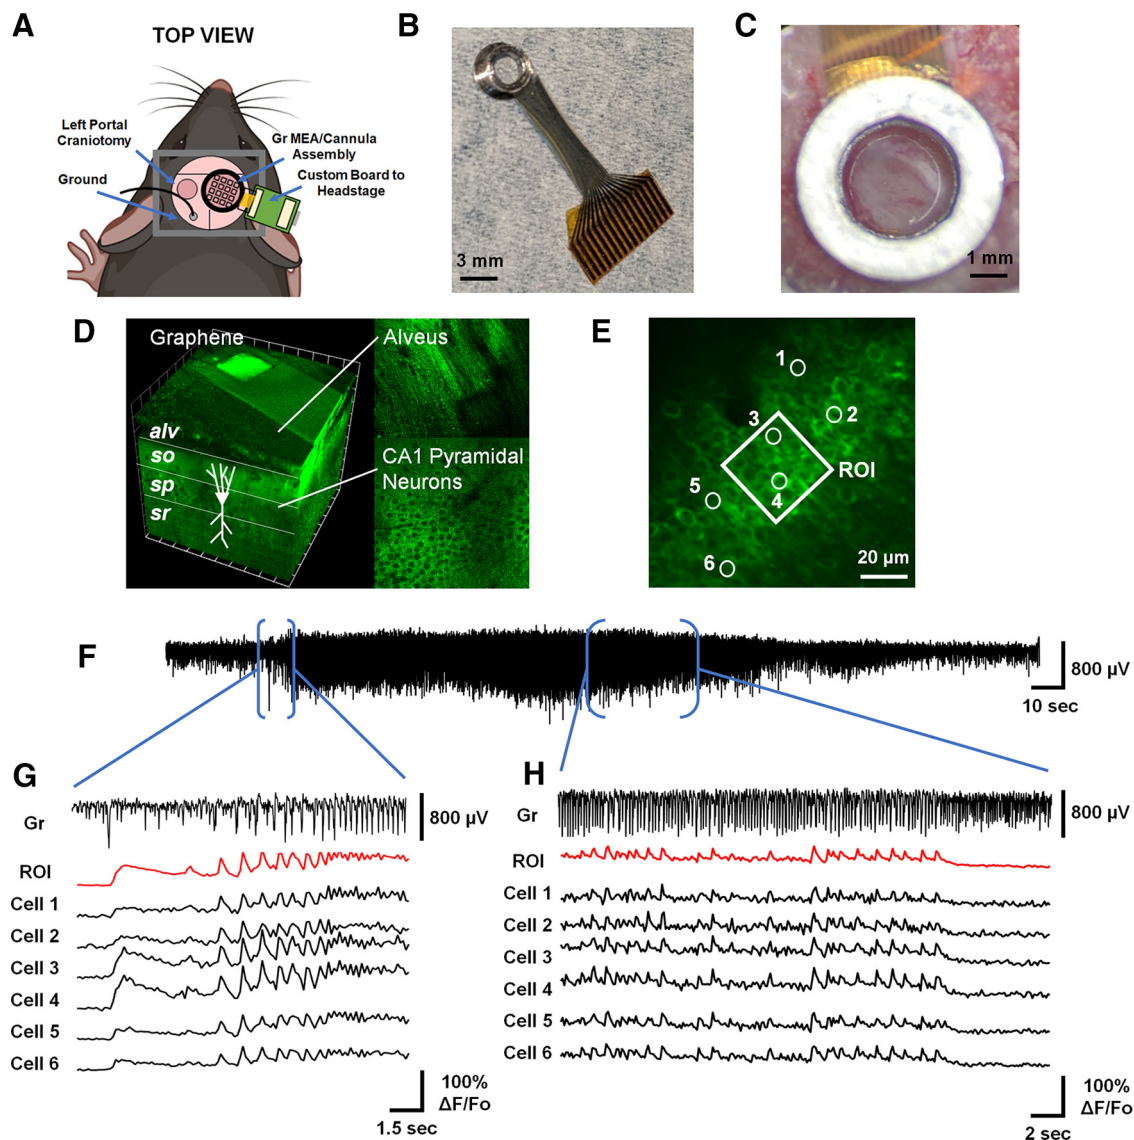 A
TOP VIEW
Left Portal
Craniotomy
Ground
Gr MEA/Cannula
Assembly
Custom Board to
Headstage
B
3 mm
C
1 mm
D
Graphene
Alveus
alv
so
sp
sr
CA1 Pyramidal
Neurons
E
1
2
3
ROI
4
5
6
20 µm
F
800 µV
10 sec
G
Gr
800 µV
ROI
Cell 1
Cell 2
Cell 3
Cell 4
Cell 5
Cell 6
100%
ΔF/Fo
1.5 sec
H
Gr
800 µV
ROI
Cell 1
Cell 2
Cell 3
Cell 4
Cell 5
Cell 6
100%
ΔF/Fo
2 sec